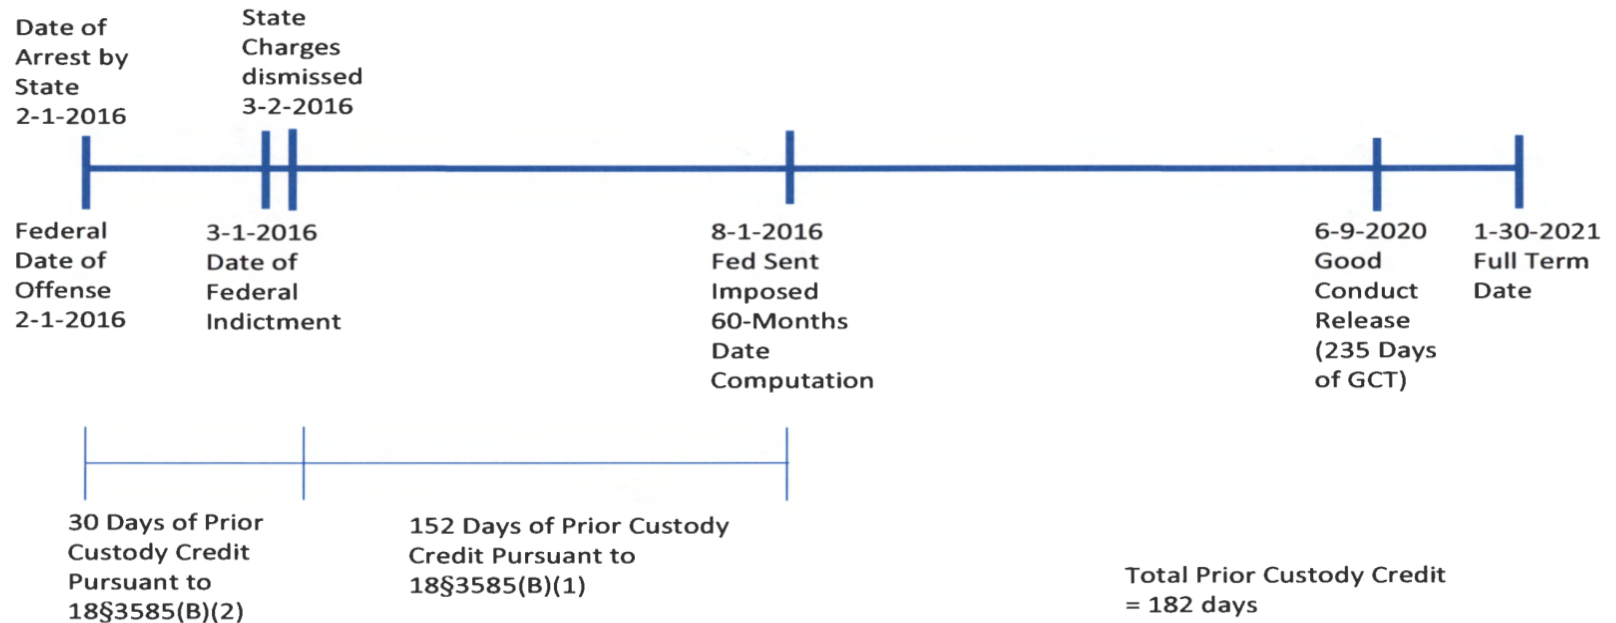 Date of
Arrest by
State
2-1-2016
State
Charges
dismissed
3-2-2016
Federal
Date of
Offense
2-1-2016
3-1-2016
Date of
Federal
Indictment
8-1-2016
Fed Sent
Imposed
60-Months
Date
Computation
6-9-2020
Good
Conduct
Release
(235 Days
of GCT)
1-30-2021
Full Term
Date
30 Days of Prior
Custody Credit
Pursuant to
18§3585(B)(2)
152 Days of Prior Custody
Credit Pursuant to
18§3585(B)(1)
Total Prior Custody Credit
= 182 days